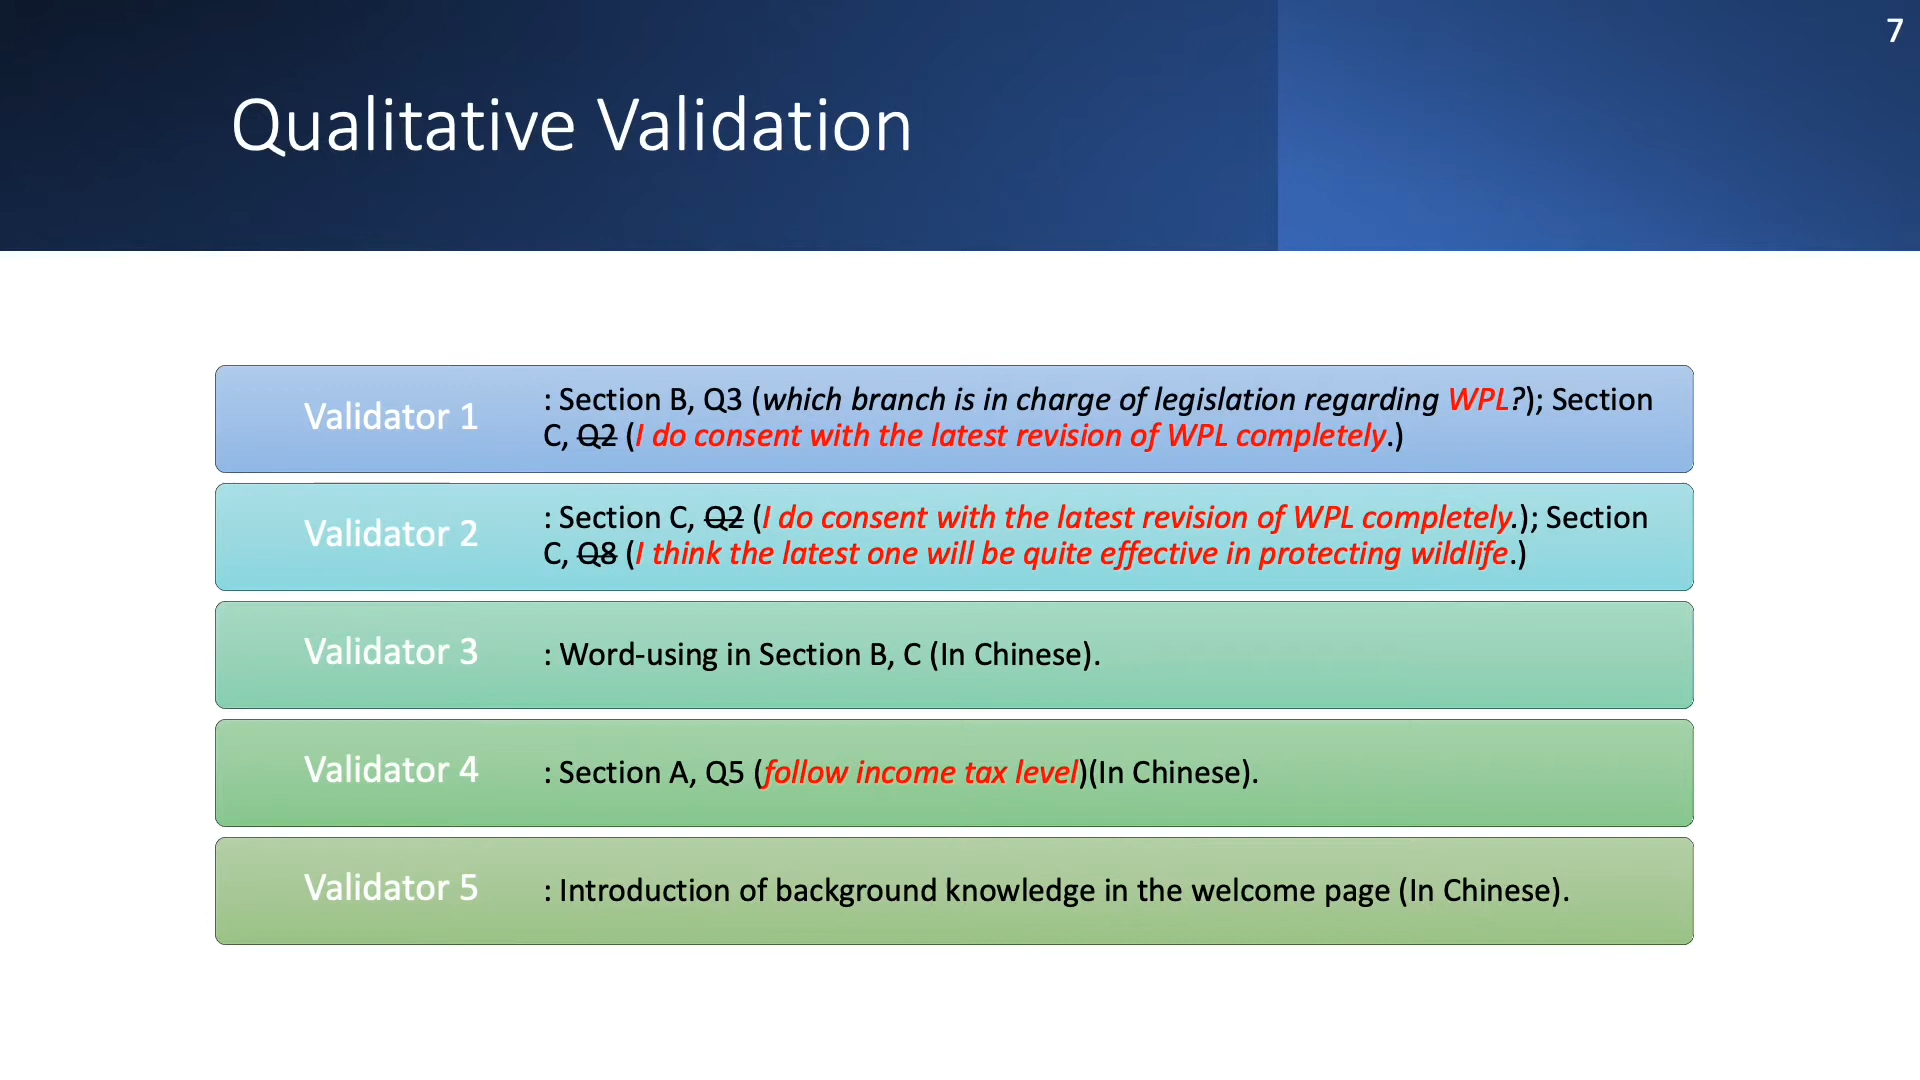 7
Qualitative Validation
Validator 1
: Section B, Q3 (which branch is in charge of legislation regarding WPL?); Section
C, Q2 (I do consent with the latest revision of WPL completely.)
Validator 2
: Section C, Q2 (I do consent with the latest revision of WPL completely.); Section
C, Q8 (I think the latest one will be quite effective in protecting wildlife.)
Validator 3
: Word-using in Section B, C (In Chinese).
Validator 4
: Section A, Q5 (follow income tax level)(In Chinese).
Validator 5
: Introduction of background knowledge in the welcome page (In Chinese).